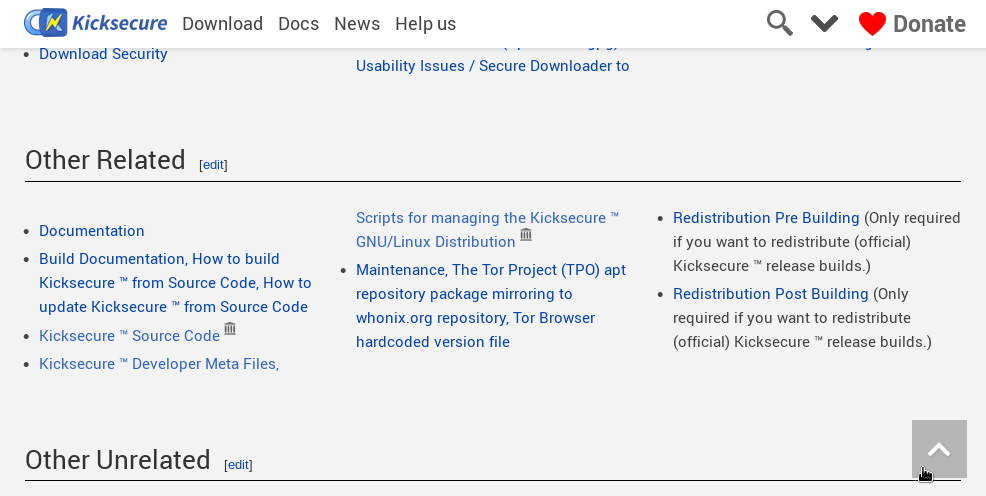 Kicksecure Download Docs News Help us Donate
Download Security
Usability Issues / Secure Downloader to
Other Related [edit]
Documentation
Build Documentation, How to build
Kicksecure ™ from Source Code, How to
update Kicksecure ™ from Source Code
Kicksecure ™ Source Code
Kicksecure ™ Developer Meta Files,
Scripts for managing the Kicksecure ™
GNU/Linux Distribution
Maintenance, The Tor Project (TPO) apt
repository package mirroring to
whonix.org repository, Tor Browser
hardcoded version file
Redistribution Pre Building (Only required
if you want to redistribute (official)
Kicksecure ™ release builds.)
Redistribution Post Building (Only
required if you want to redistribute
(official) Kicksecure ™ release builds.)
Other Unrelated [edit]